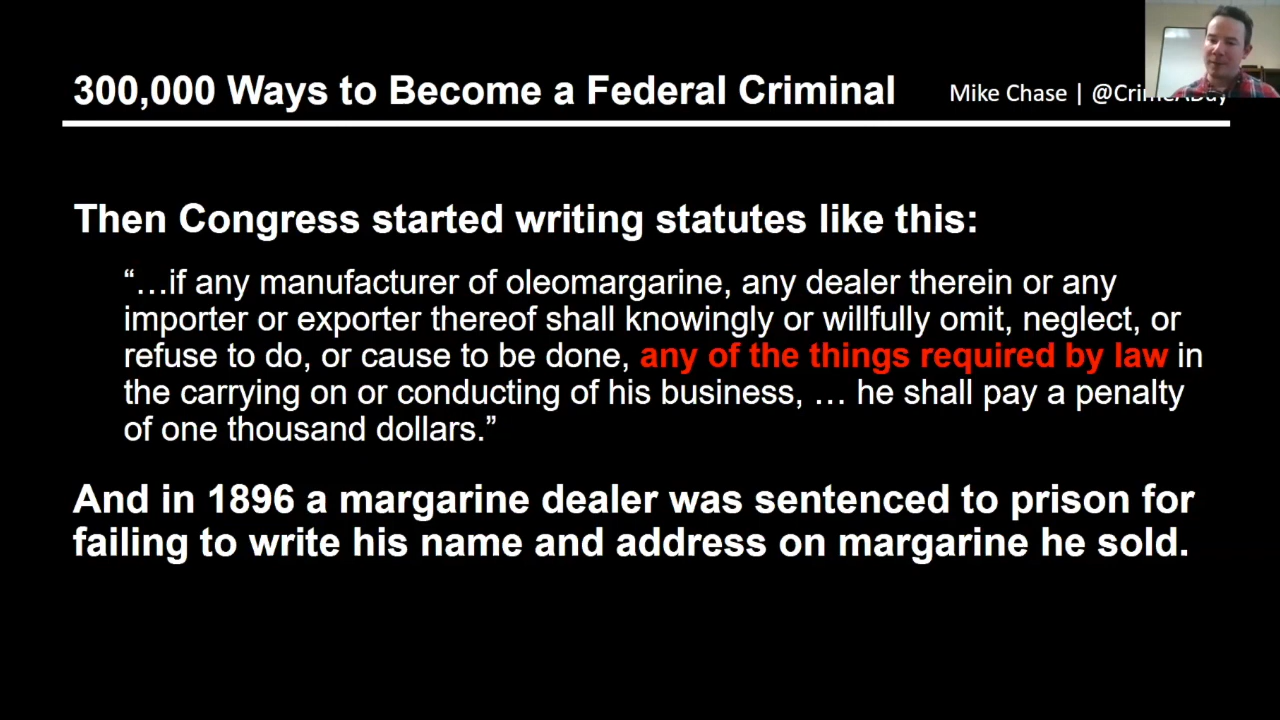 300,000 Ways to Become a Federal Criminal
Mike Chase | @CrimeADay
Then Congress started writing statutes like this:
“…if any manufacturer of oleomargarine, any dealer therein or any
importer or exporter thereof shall knowingly or willfully omit, neglect, or
refuse to do, or cause to be done, any of the things required by law in
the carrying on or conducting of his business, … he shall pay a penalty
of one thousand dollars.”
And in 1896 a margarine dealer was sentenced to prison for
failing to write his name and address on margarine he sold.